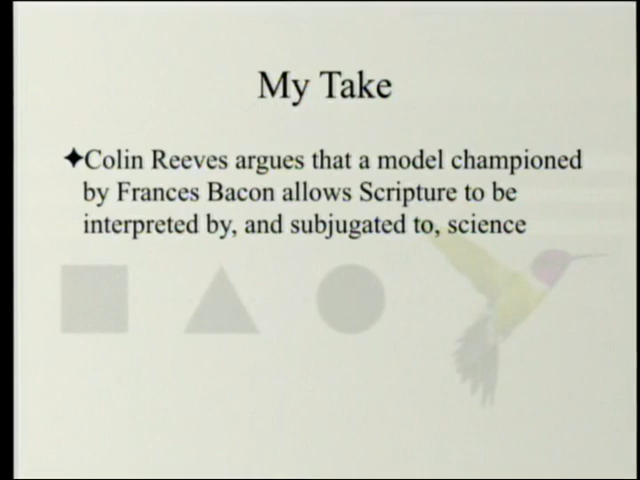 My Take
✦Colin Reeves argues that a model championed
by Frances Bacon allows Scripture to be
interpreted by, and subjugated to, science